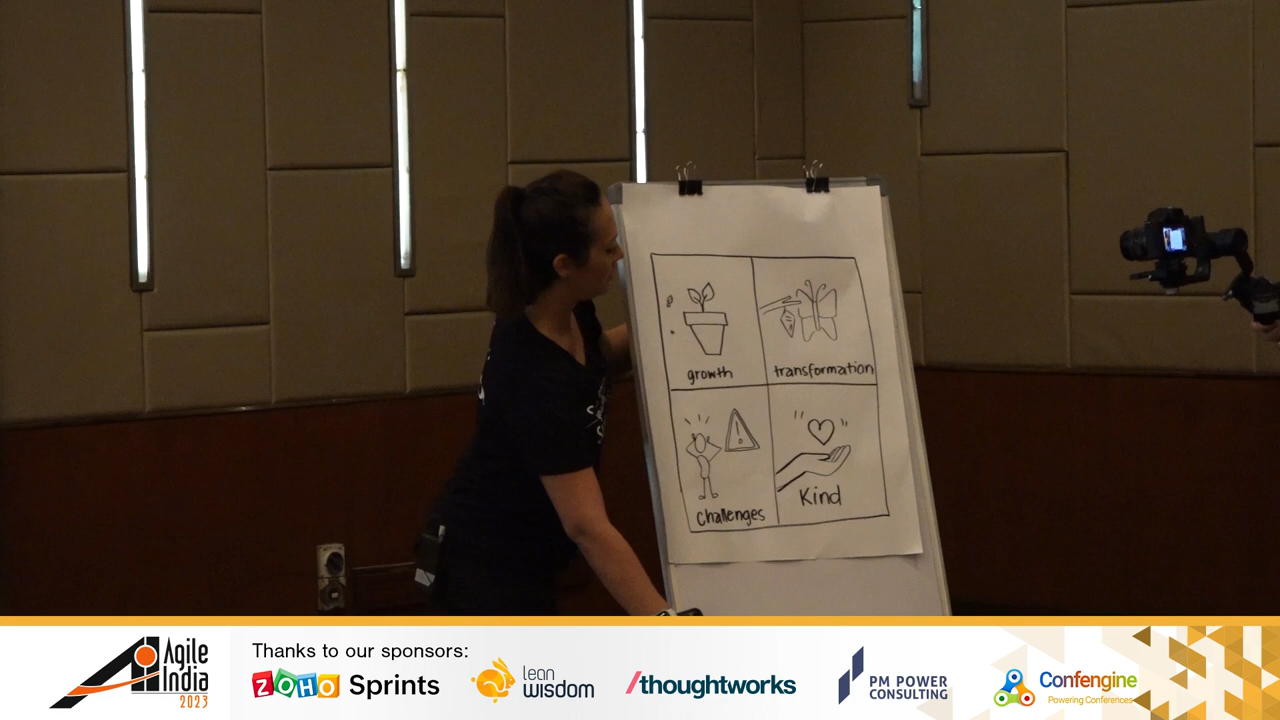 growth
transformation
challenges
Kind
Agile
India
2023
Thanks to our sponsors:
ZOHO Sprints
lean
wisdom
/thoughtworks
PM POWER
CONSULTING
Confengine
Powering Conferences